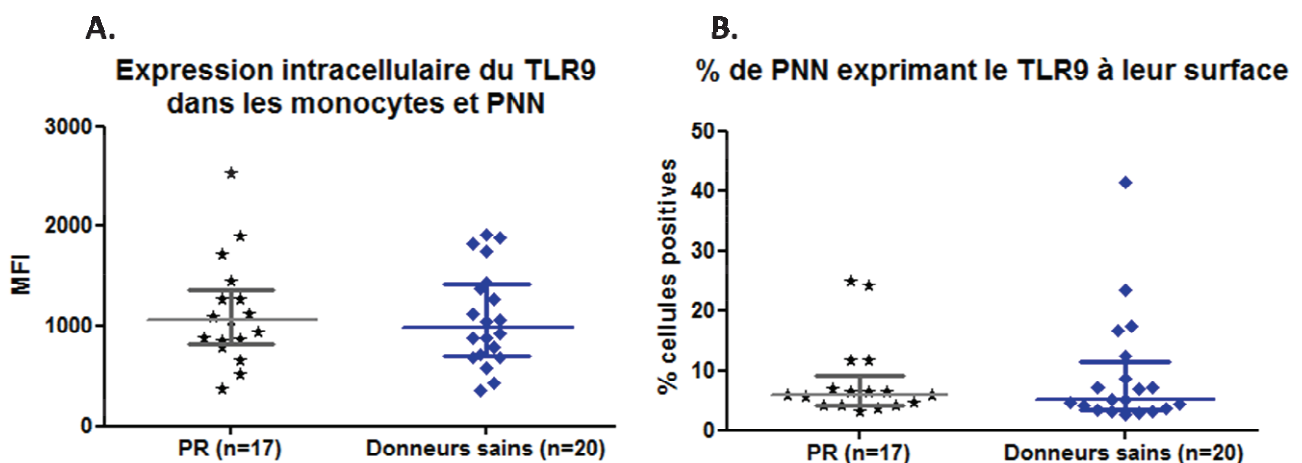 A.
Expression intracellulaire du TLR9
dans les monocytes et PNN
MFI
3000
2000
1000
0
PR (n=17)
Donneurs sains (n=20)
B.
% de PNN exprimant le TLR9 à leur surface
% cellules positives
50
40
30
20
10
0
PR (n=17)
Donneurs sains (n=20)